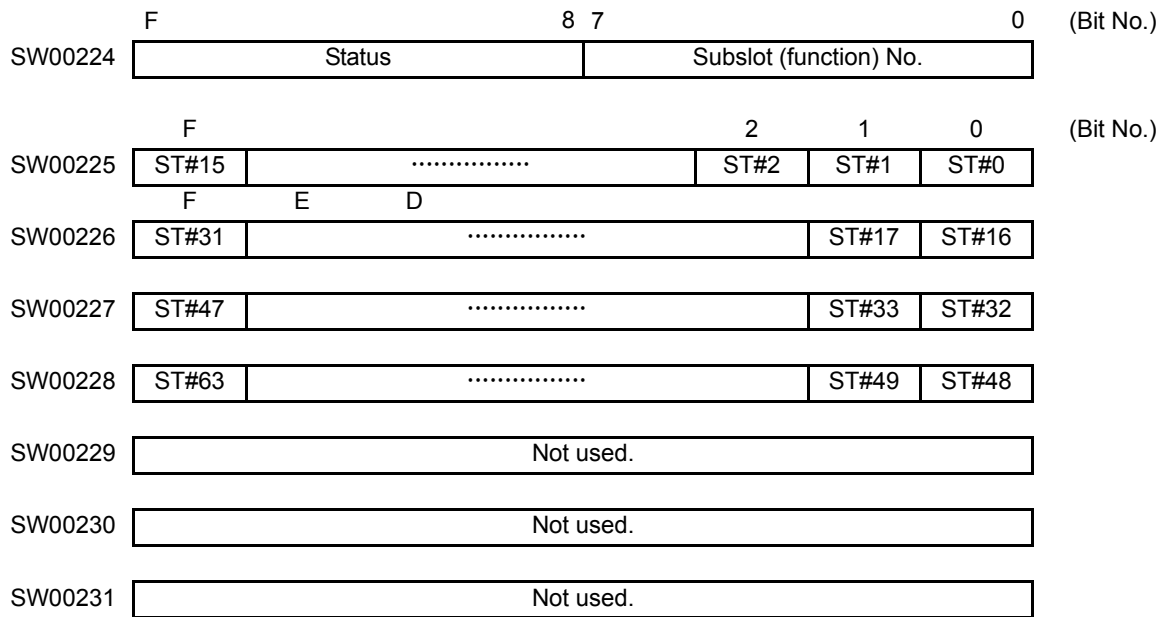 F 8 7 0 (Bit No.)
SW00224 Status Subslot (function) No.
F 2 1 0 (Bit No.)
SW00225 ST#15 ................ ST#2 ST#1 ST#0
F E D
SW00226 ST#31 ................ ST#17 ST#16
SW00227 ST#47 ................ ST#33 ST#32
SW00228 ST#63 ................ ST#49 ST#48
SW00229 Not used.
SW00230 Not used.
SW00231 Not used.